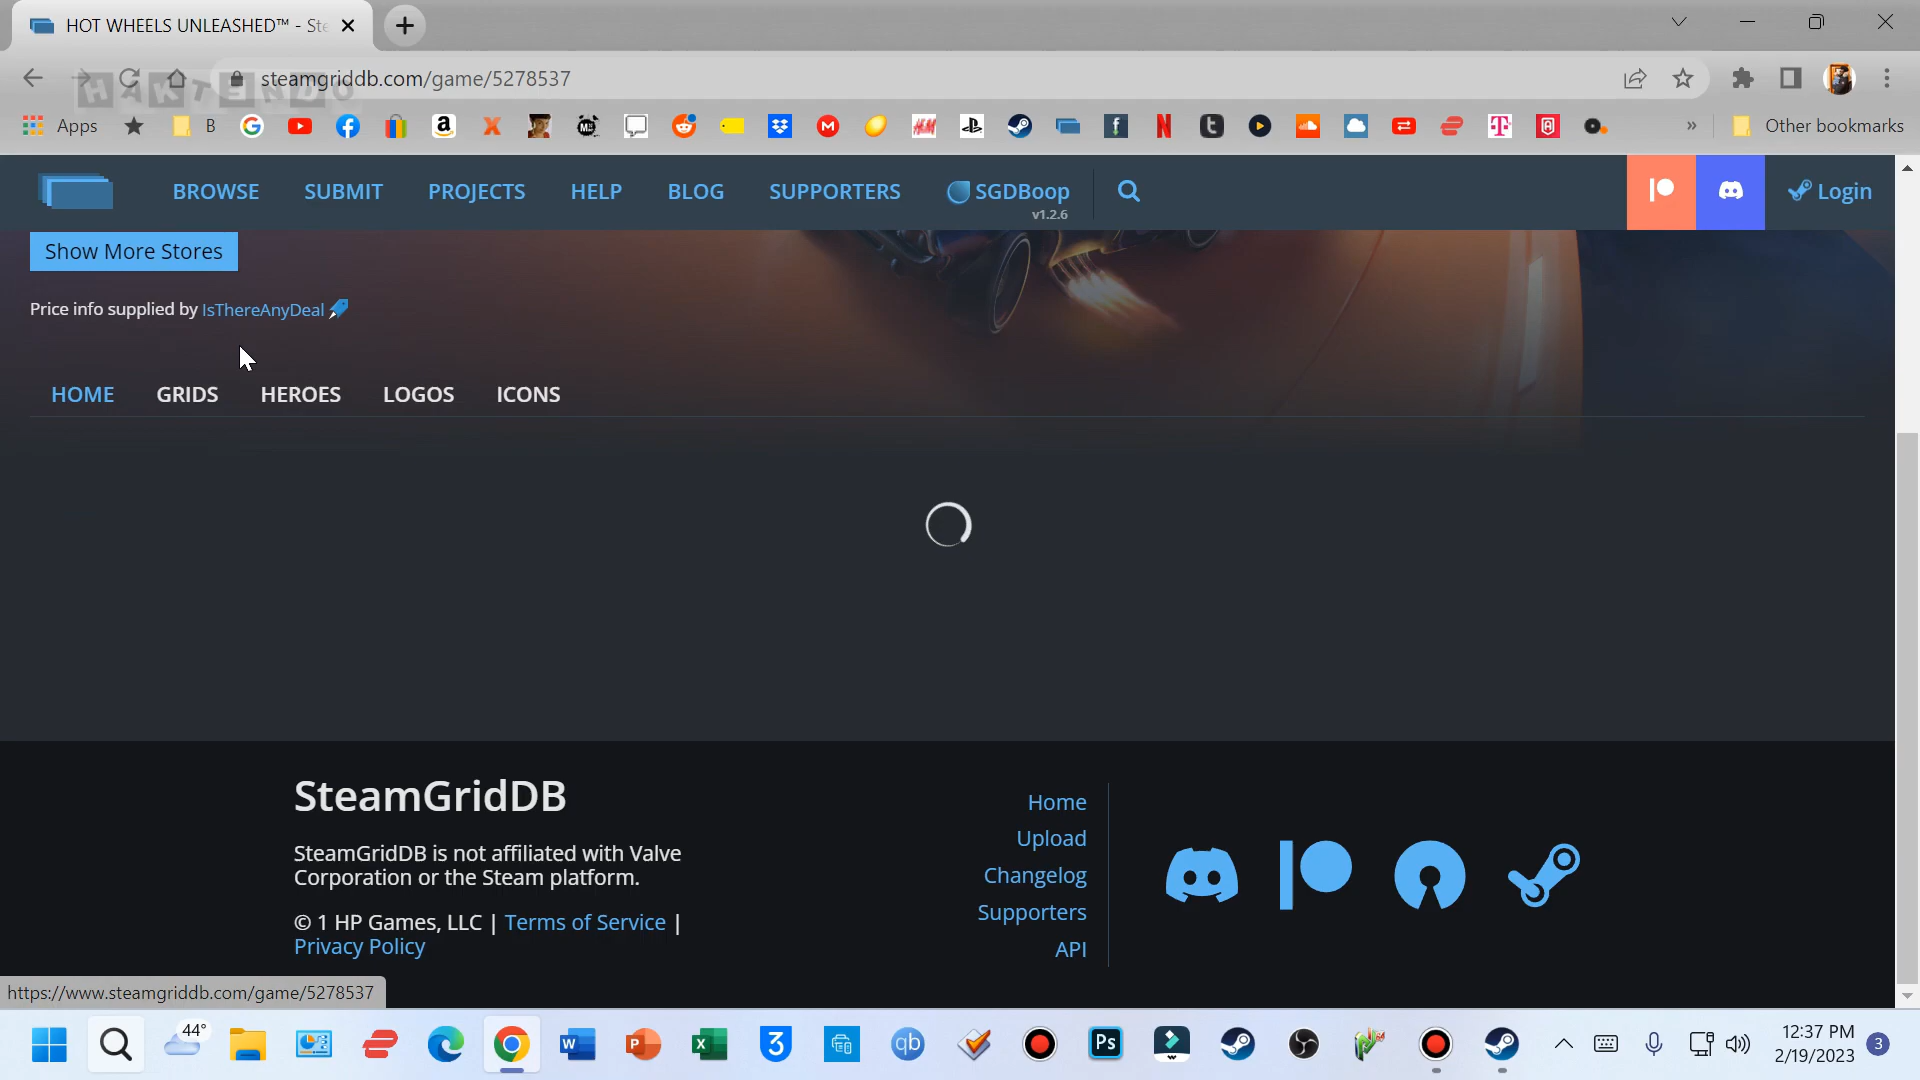 HOT WHEELS UNLEASHED™ - Ste
steamgriddb.com/game/5278537
HAKTENDO
Apps
B
Other bookmarks
BROWSE
SUBMIT
PROJECTS
HELP
BLOG
SUPPORTERS
SGDBoop
v1.2.6
Login
Show More Stores
Price info supplied by IsThereAnyDeal
HOME
GRIDS
HEROES
LOGOS
ICONS
SteamGridDB
SteamGridDB is not affiliated with Valve
Corporation or the Steam platform.
© 1 HP Games, LLC | Terms of Service |
Privacy Policy
Home
Upload
Changelog
Supporters
API
https://www.steamgriddb.com/game/5278537
44°
qb
Ps
12:37 PM
2/19/2023
3